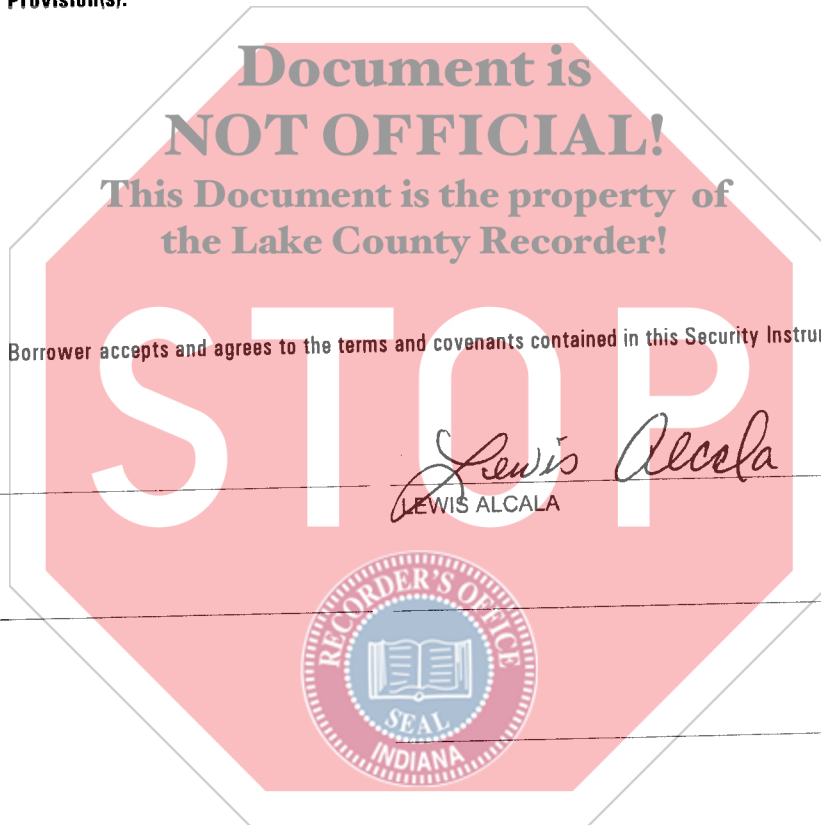 Provision(s).
Document is
NOT OFFICIAL!
This Document is the property of
the Lake County Recorder!
Borrower accepts and agrees to the terms and covenants contained in this Security
STOP
Lewis Alcala
LEWIS ALCALA
RECORDER'S OFFICE
SEAL
INDIANA